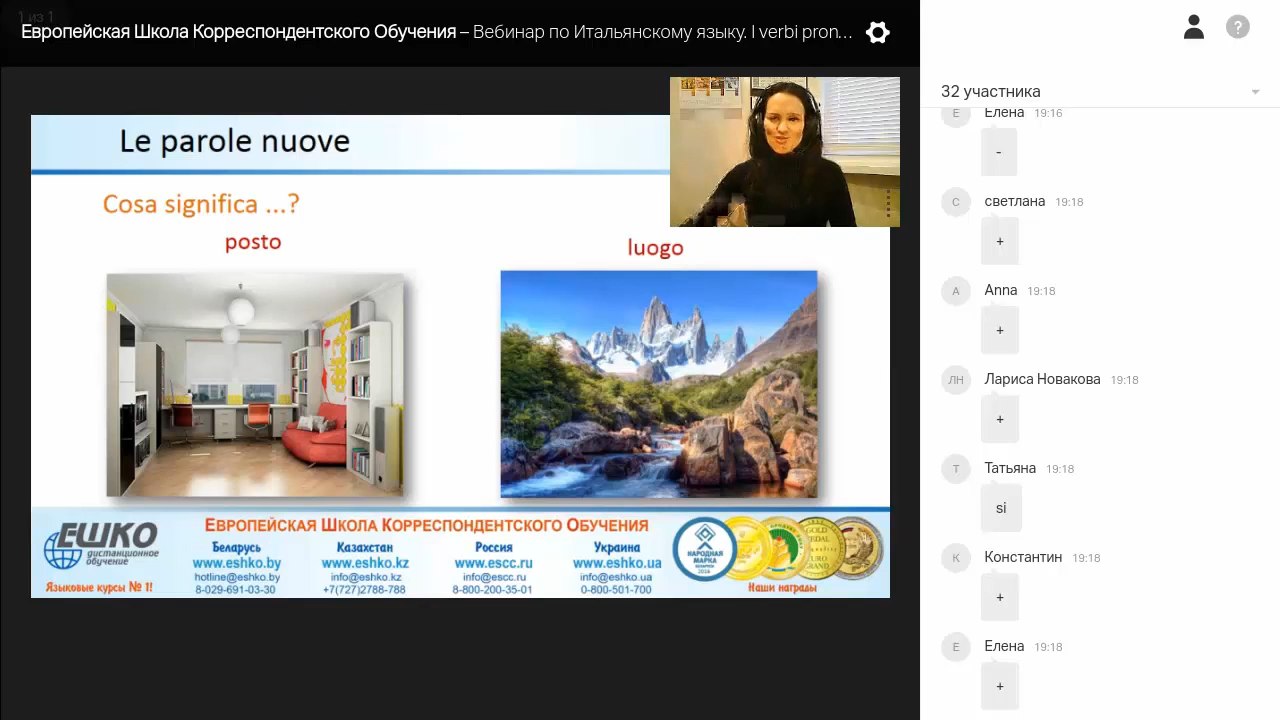 1 из 1
Европейская Школа Корреспондентского Обучения – Вебинар по Итальянскому языку. I verbi pron...
?
32 участника
Le parole nuove
Cosa significa ...?
posto
luogo
ЕШКО
дистанционное
обучение
Языковые курсы № 1!
Европейская Школа Корреспондентского Обучения
Беларусь
www.eshko.by
hotline@eshko.by
8-029-691-03-30
Казахстан
www.eshko.kz
info@eshko.kz
+7(727)2788-788
Россия
www.escc.ru
info@escc.ru
8-800-200-35-01
Украина
www.eshko.ua
info@eshko.ua
0-800-501-700
НАРОДНАЯ
МАРКА
GOLD
MEDAL
Наши награды
Е
Елена 19:16
-
С
светлана 19:18
+
A
Anna 19:18
+
ЛН
Лариса Новакова 19:18
+
Т
Татьяна 19:18
si
К
Константин 19:18
+
Е
Елена 19:18
+